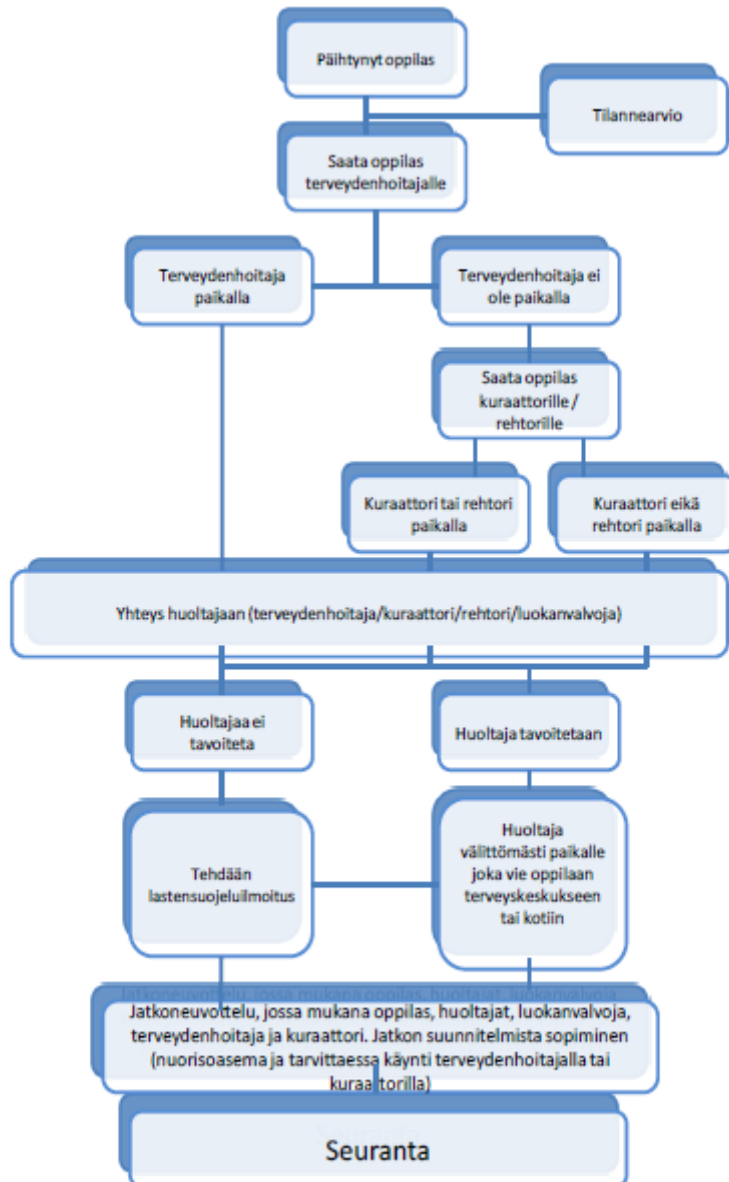 Päihtynyt oppilas
Tilannearvio
Saata oppilas
terveydenhoitajalle
Terveydenhoitaja
paikalla
Terveydenhoitaja ei
ole paikalla
Saata oppilas
kuraattorille /
rehtorille
Kuraattori tai rehtori
paikalla
Kuraattori eikä
rehtori paikalla
Yhteys huoltajaan (terveydenhoitaja/kuraattori/rehtori/luokanvalvoja)
Huoltajaa ei
tavoiteta
Huoltaja tavoitetaan
Tehdään
lastensuojeluilmoitus
Huoltaja
välittömästi paikalle
joka vie oppilaan
terveyskeskukseen
tai kotiin
Jatkoneuvottelu, jossa mukana oppilas, huoltajat, luokanvalvoja,
terveydenhoitaja ja kuraattori. Jatkon suunnitelmista sopiminen
(nuorisoasema ja tarvittaessa käynti terveydenhoitajalla tai
kuraattorilla)
Seuranta